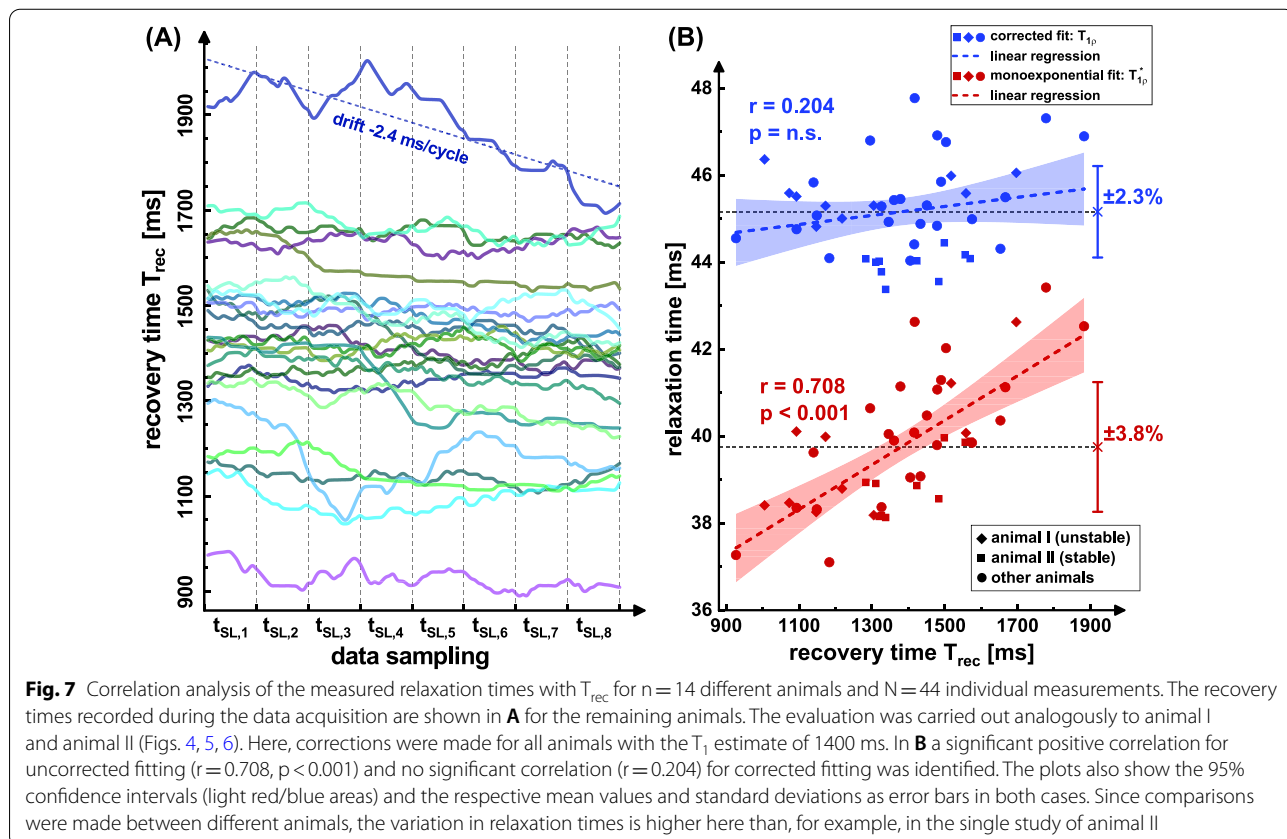 (A)
recovery time T_rec [ms]
1900
1700
1500
1300
1100
900
drift -2.4 ms/cycle
t_SL,1 t_SL,2 t_SL,3 t_SL,4 t_SL,5 t_SL,6 t_SL,7 t_SL,8
data sampling
(B)
corrected fit: T_1ρ
linear regression
monoexponential fit: T*_1ρ
linear regression
relaxation time [ms]
48
46
44
42
40
38
36
r = 0.204
p = n.s.
±2.3%
r = 0.708
p < 0.001
±3.8%
animal I (unstable)
animal II (stable)
other animals
900 1100 1300 1500 1700 1900
recovery time T_rec [ms]
Fig. 7 Correlation analysis of the measured relaxation times with T_rec for n = 14 different animals and N = 44 individual measurements. The recovery
times recorded during the data acquisition are shown in A for the remaining animals. The evaluation was carried out analogously to animal I
and animal II (Figs. 4, 5, 6). Here, corrections were made for all animals with the T_1 estimate of 1400 ms. In B a significant positive correlation for
uncorrected fitting (r = 0.708, p < 0.001) and no significant correlation (r = 0.204) for corrected fitting was identified. The plots also show the 95%
confidence intervals (light red/blue areas) and the respective mean values and standard deviations as error bars in both cases. Since comparisons
were made between different animals, the variation in relaxation times is higher here than, for example, in the single study of animal II